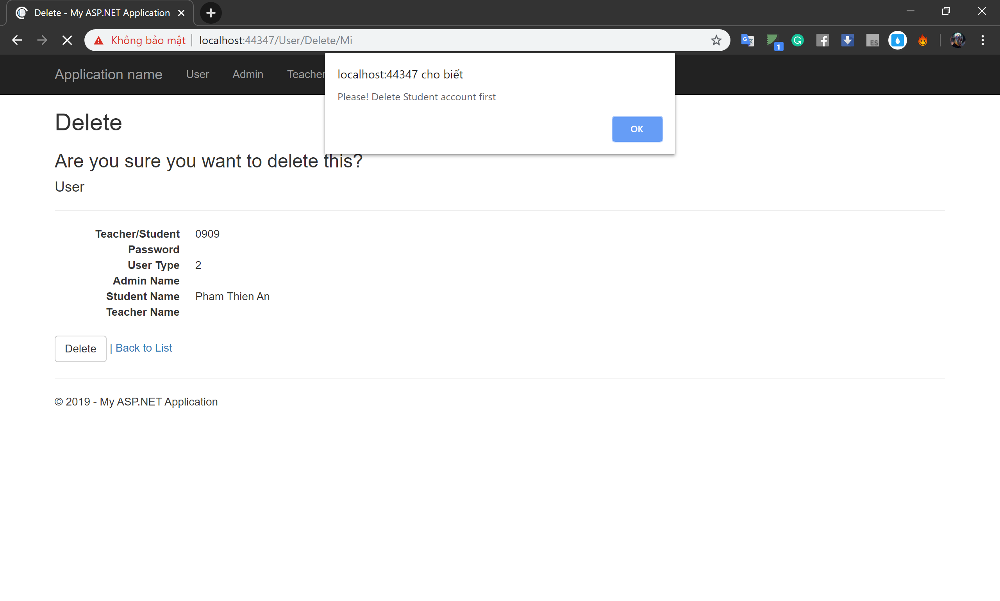 Delete - My ASP.NET Application
Không bảo mật
localhost:44347/User/Delete/Mi
1
ES
Application name
User
Admin
Teacher
localhost:44347 cho biết
Please! Delete Student account first
OK
Delete
Are you sure you want to delete this?
User
Teacher/Student 0909
Password
User Type 2
Admin Name
Student Name Pham Thien An
Teacher Name
Delete | Back to List
© 2019 - My ASP.NET Application